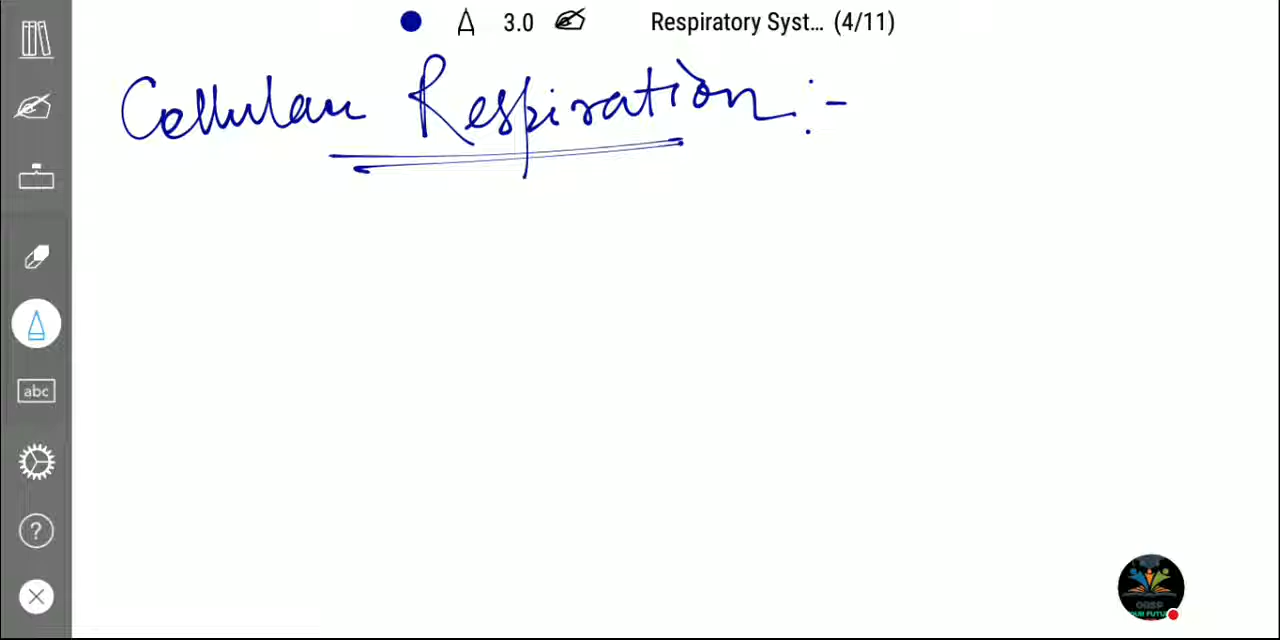 3.0 Respiratory Syst... (4/11)
Cellular Respiration :-
abc
?